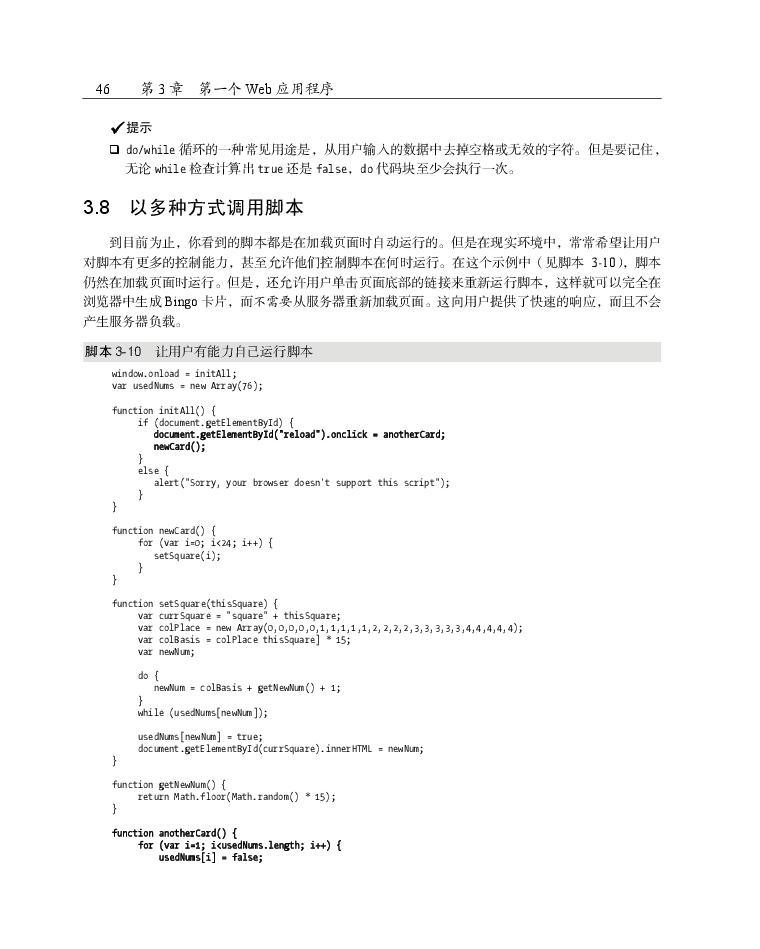 46 第 3 章 第一个 Web 应用程序
✓提示
❑ do/while 循环的一种常见用途是，从用户输入的数据中去掉空格或无效的字符。但是要记住，
无论 while 检查计算出 true 还是 false，do 代码块至少会执行一次。
3.8 以多种方式调用脚本
到目前为止，你看到的脚本都是在加载页面时自动运行的。但是在现实环境中，常常希望让用户
对脚本有更多的控制能力，甚至允许他们控制脚本在何时运行。在这个示例中（见脚本 3-10），脚本
仍然在加载页面时运行。但是，还允许用户单击页面底部的链接来重新运行脚本，这样就可以完全在
浏览器中生成 Bingo 卡片，而不需要从服务器重新加载页面。这向用户提供了快速的响应，而且不会
产生服务器负载。
脚本 3-10 让用户有能力自己运行脚本
window.onload = initAll;
var usedNums = new Array(76);
function initAll() {
if (document.getElementById) {
document.getElementById("reload").onclick = anotherCard;
newCard();
}
else {
alert("Sorry, your browser doesn't support this script");
}
}
function newCard() {
for (var i=0; i<24; i++) {
setSquare(i);
}
}
function setSquare(thisSquare) {
var currSquare = "square" + thisSquare;
var colPlace = new Array(0,0,0,0,0,1,1,1,1,1,2,2,2,2,3,3,3,3,3,4,4,4,4,4);
var colBasis = colPlace thisSquare] * 15;
var newNum;
do {
newNum = colBasis + getNewNum() + 1;
}
while (usedNums[newNum]);
usedNums[newNum] = true;
document.getElementById(currSquare).innerHTML = newNum;
}
function getNewNum() {
return Math.floor(Math.random() * 15);
}
function anotherCard() {
for (var i=1; i<usedNums.length; i++) {
usedNums[i] = false;